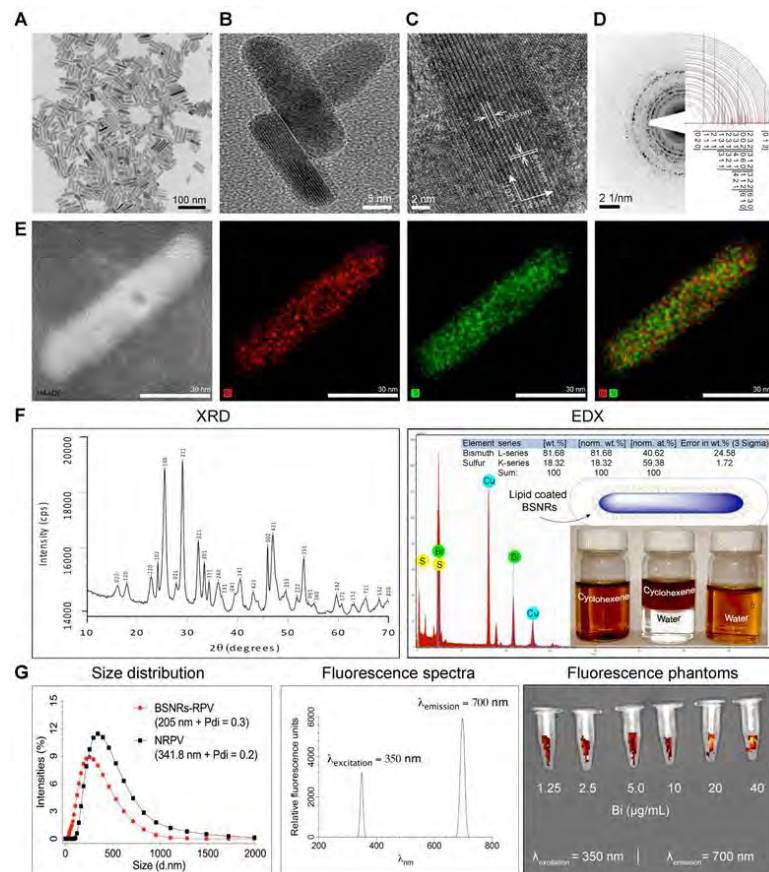 A
B
C
D
100 nm
5 nm
2 nm
2 1/nm
E
30 nm
30 nm
30 nm
30 nm
S
S
F
XRD
EDX
Intensity (cps)
20000
18000
16000
14000
10 20 30 40 50 60 70
2θ (degrees)
Element series [wt.%] [norm. wt.%] [norm. at.%] Error in wt.% (3 Sigma)
Bismuth L-series 81.68 81.68 40.62 24.58
Sulfur K-series 18.32 18.32 59.38 1.72
Sum: 100 100 100
Lipid coated
BSNRs
Cu
S
Bi
S
Bi
Cu
Cyclohexene
Cyclohexene
Water
Water
G
Size distribution
Fluorescence spectra
Fluorescence phantoms
Intensities (%)
15
12
9
6
3
0
BSNRs-RPV
(205 nm + Pdi = 0.3)
NRPV
(341.8 nm + Pdi = 0.2)
0 500 1000 1500 2000
Size (d.nm)
Relative fluorescence units
6000
4000
2000
0
λemission = 700 nm
λexcitation = 350 nm
200 400 600 800
λnm
1.25 2.5 5.0 10 20 40
Bi (µg/mL)
λexcitation = 350 nm
λemission = 700 nm